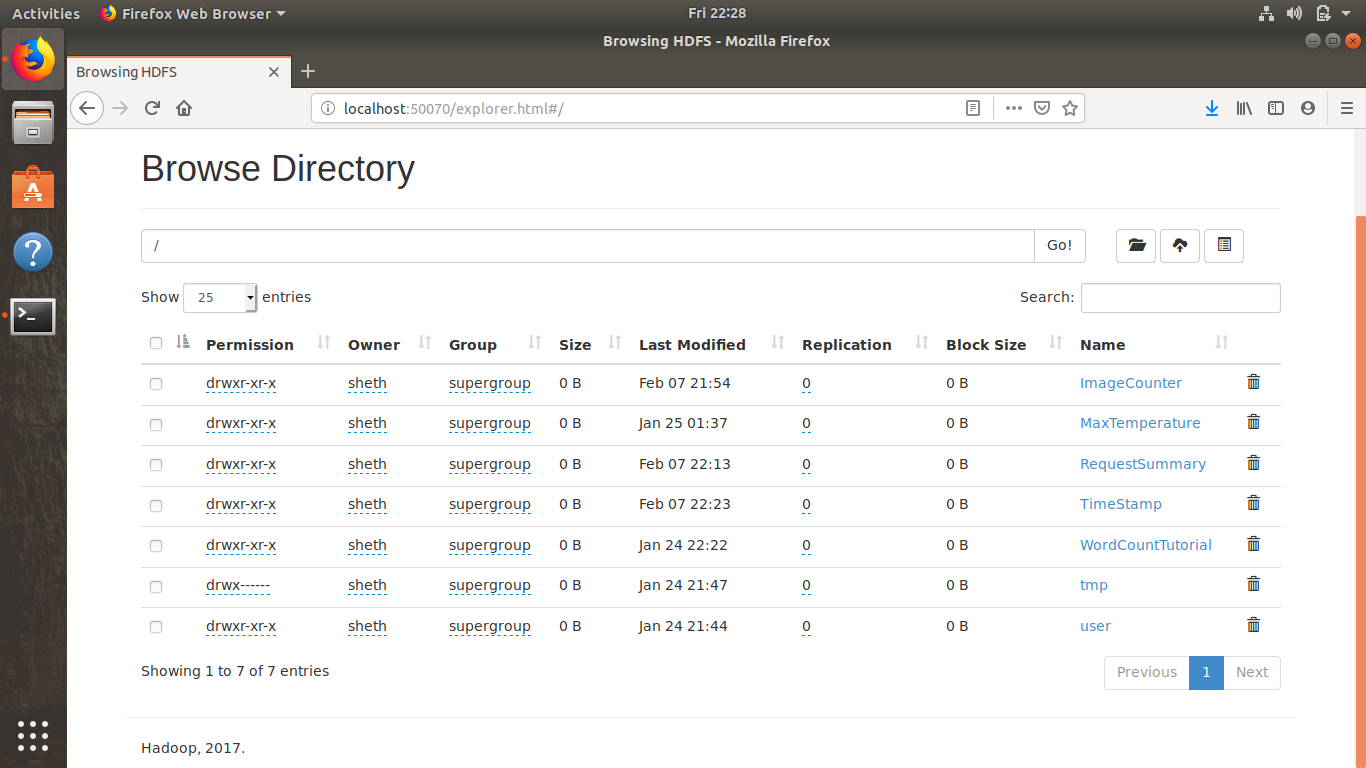 Activities Firefox Web Browser Fri 22:28
Browsing HDFS - Mozilla Firefox
Browsing HDFS
localhost:50070/explorer.html#/
Browse Directory
/ Go!
Show 25 entries Search:
Permission Owner Group Size Last Modified Replication Block Size Name
drwxr-xr-x sheth supergroup 0 B Feb 07 21:54 0 0 B ImageCounter
drwxr-xr-x sheth supergroup 0 B Jan 25 01:37 0 0 B MaxTemperature
drwxr-xr-x sheth supergroup 0 B Feb 07 22:13 0 0 B RequestSummary
drwxr-xr-x sheth supergroup 0 B Feb 07 22:23 0 0 B TimeStamp
drwxr-xr-x sheth supergroup 0 B Jan 24 22:22 0 0 B WordCountTutorial
drwx------ sheth supergroup 0 B Jan 24 21:47 0 0 B tmp
drwxr-xr-x sheth supergroup 0 B Jan 24 21:44 0 0 B user
Showing 1 to 7 of 7 entries Previous 1 Next
Hadoop, 2017.